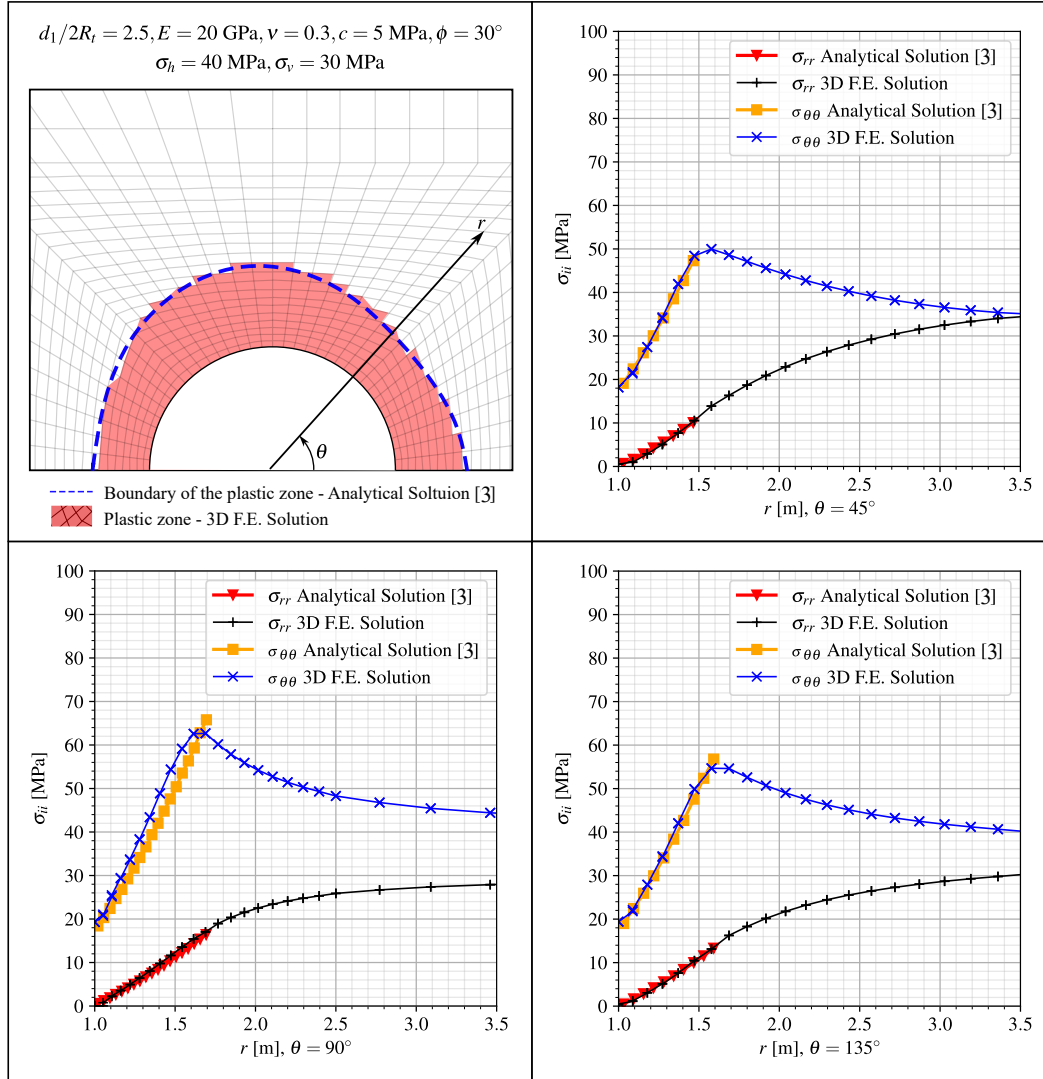 d₁/2Rₜ = 2.5, E = 20 GPa, ν = 0.3, c = 5 MPa, ϕ = 30°
σₕ = 40 MPa, σᵥ = 30 MPa
r
θ
Boundary of the plastic zone - Analytical Soltuion [3]
Plastic zone - 3D F.E. Solution
100
90
80
70
60
50
40
30
20
10
0
σᵢᵢ [MPa]
σ_rr Analytical Solution [3]
σ_rr 3D F.E. Solution
σ_θθ Analytical Solution [3]
σ_θθ 3D F.E. Solution
1.0 1.5 2.0 2.5 3.0 3.5
r [m], θ = 45°
100
90
80
70
60
50
40
30
20
10
0
σᵢᵢ [MPa]
σ_rr Analytical Solution [3]
σ_rr 3D F.E. Solution
σ_θθ Analytical Solution [3]
σ_θθ 3D F.E. Solution
1.0 1.5 2.0 2.5 3.0 3.5
r [m], θ = 90°
100
90
80
70
60
50
40
30
20
10
0
σᵢᵢ [MPa]
σ_rr Analytical Solution [3]
σ_rr 3D F.E. Solution
σ_θθ Analytical Solution [3]
σ_θθ 3D F.E. Solution
1.0 1.5 2.0 2.5 3.0 3.5
r [m], θ = 135°